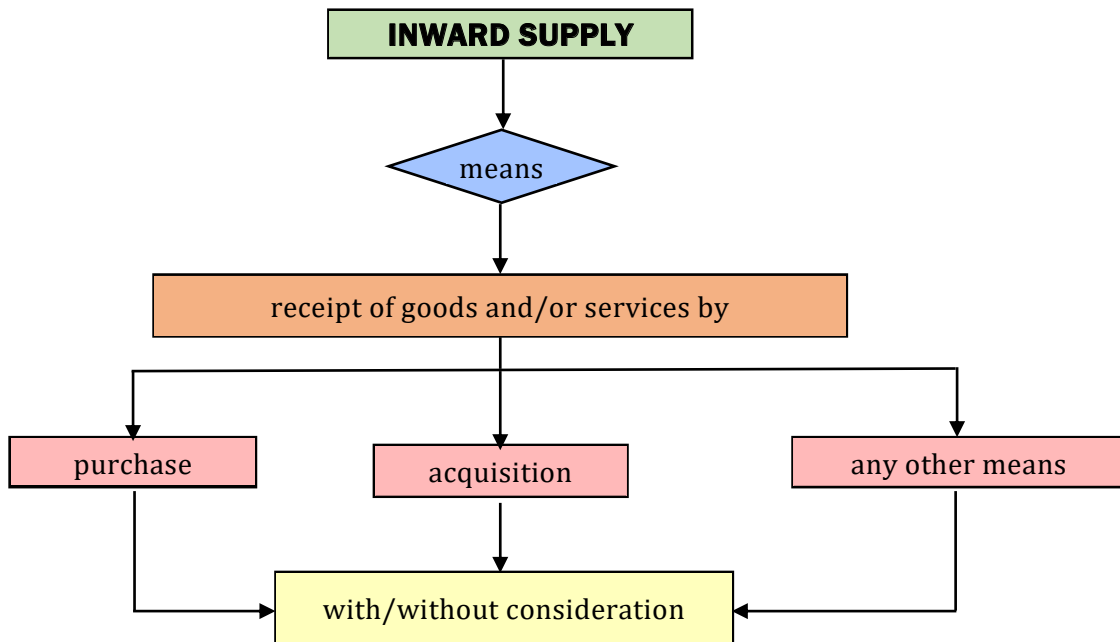 INWARD SUPPLY
means
receipt of goods and/or services by
purchase
acquisition
any other means
with/without consideration